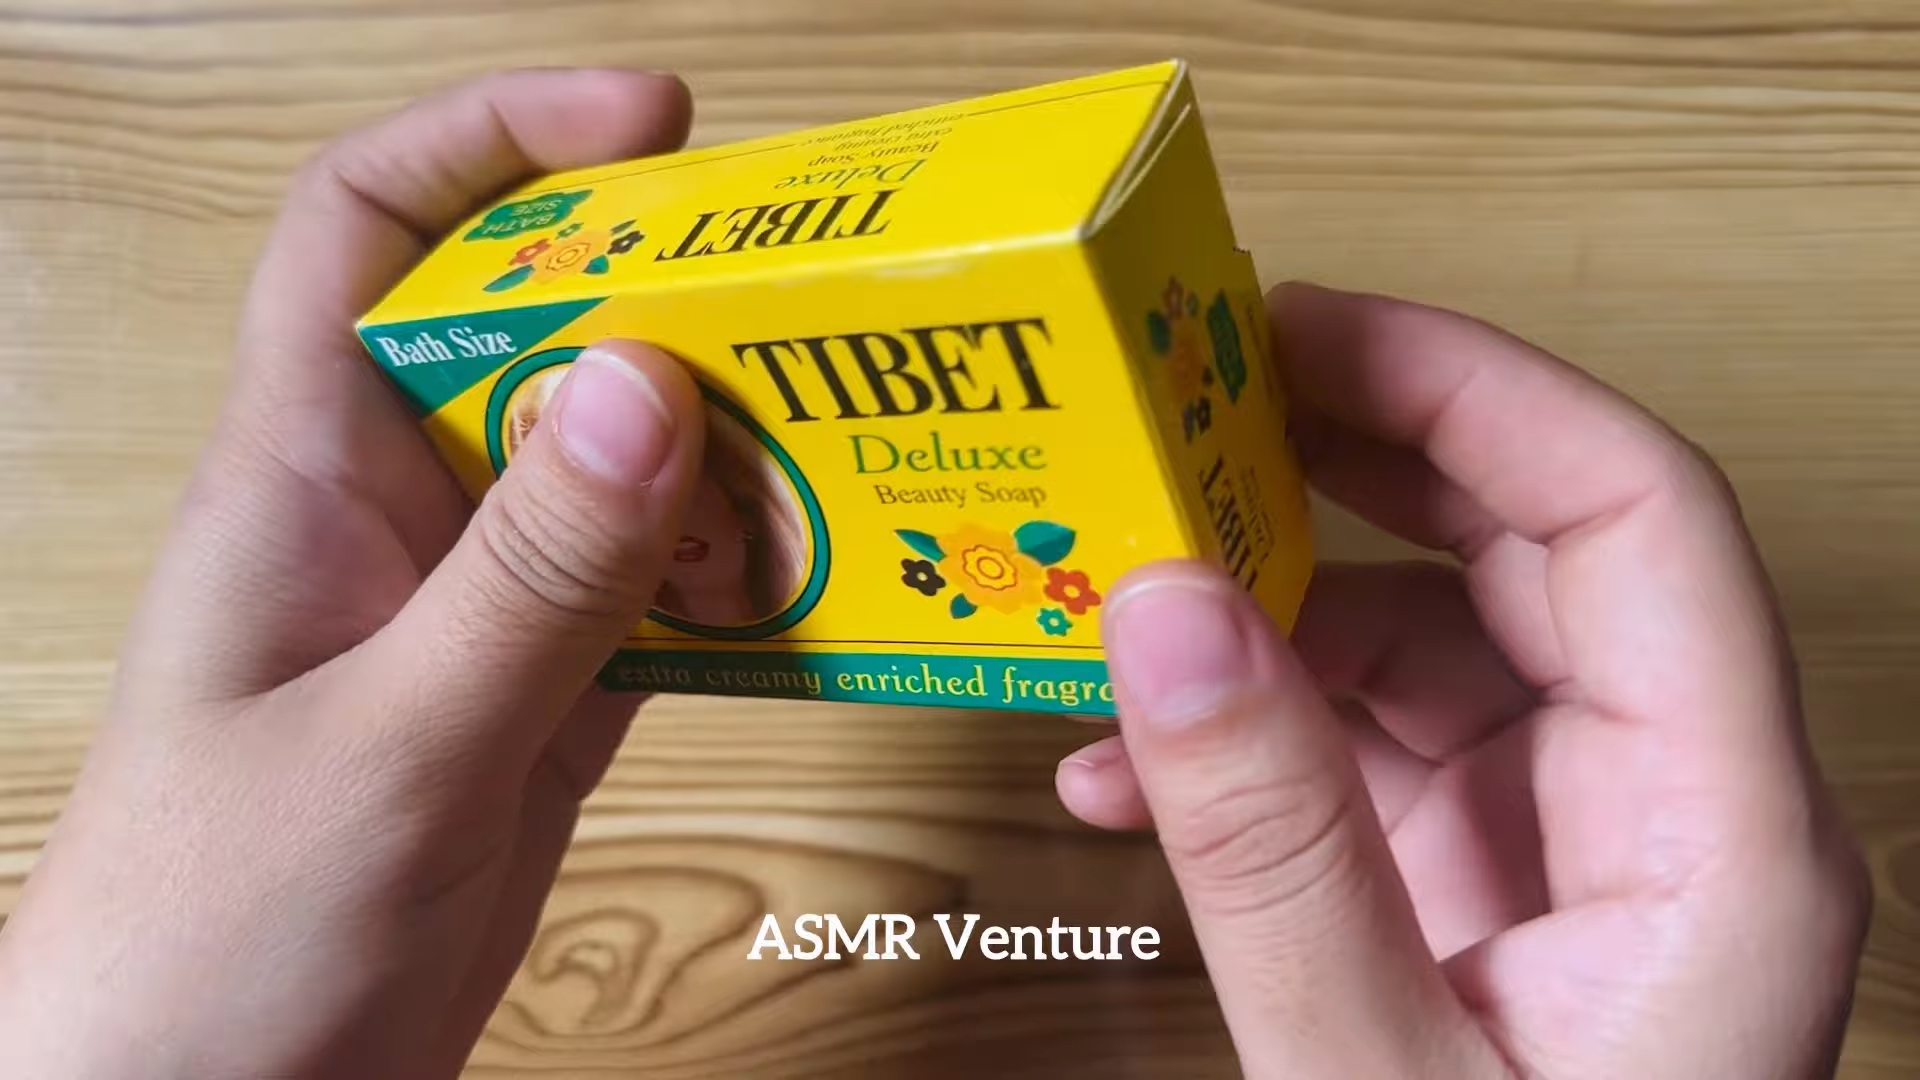 enriched fragrance
extra creamy
Beauty Soap
Deluxe
TIBET
BATH
SIZE
Bath Size
TIBET
Deluxe
Beauty Soap
extra creamy enriched fragra
TIBET
ASMR Venture